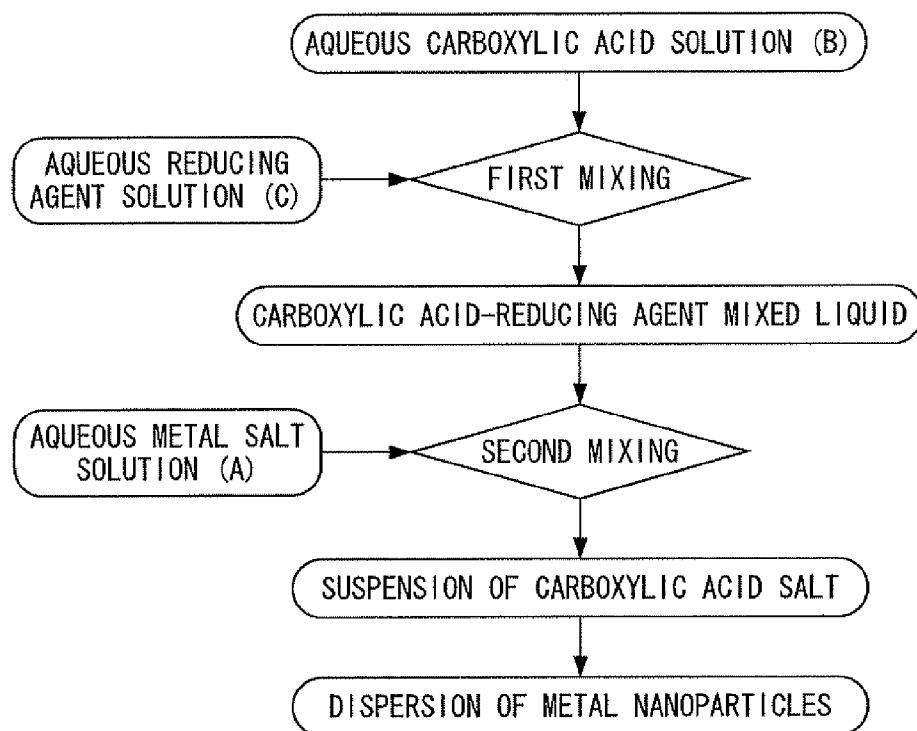 AQUEOUS CARBOXYLIC ACID SOLUTION (B)
AQUEOUS REDUCING
AGENT SOLUTION (C)
FIRST MIXING
CARBOXYLIC ACID-REDUCING AGENT MIXED LIQUID
AQUEOUS METAL SALT
SOLUTION (A)
SECOND MIXING
SUSPENSION OF CARBOXYLIC ACID SALT
DISPERSION OF METAL NANOPARTICLES